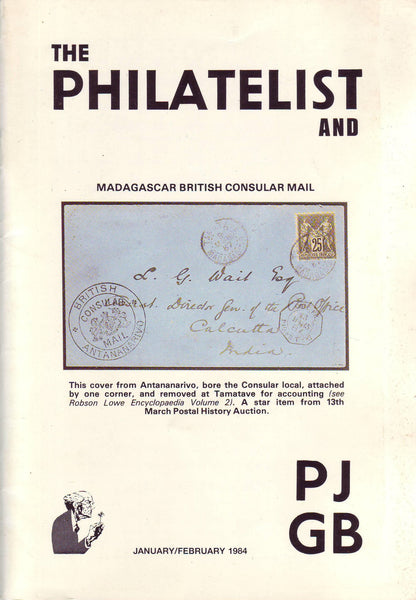 THE
PHILATELIST
AND
MADAGASCAR BRITISH CONSULAR MAIL
25
L. G. Wait Esq
Director Gen. of the Post Office
Calcutta
India
BRITISH
CONSULAR
MAIL
ANTANANARIVO
This cover from Antananarivo, bore the Consular local, attached
by one corner, and removed at Tamatave for accounting (see
Robson Lowe Encyclopaedia Volume 2). A star item from 13th
March Postal History Auction.
PJ
GB
JANUARY/FEBRUARY 1984